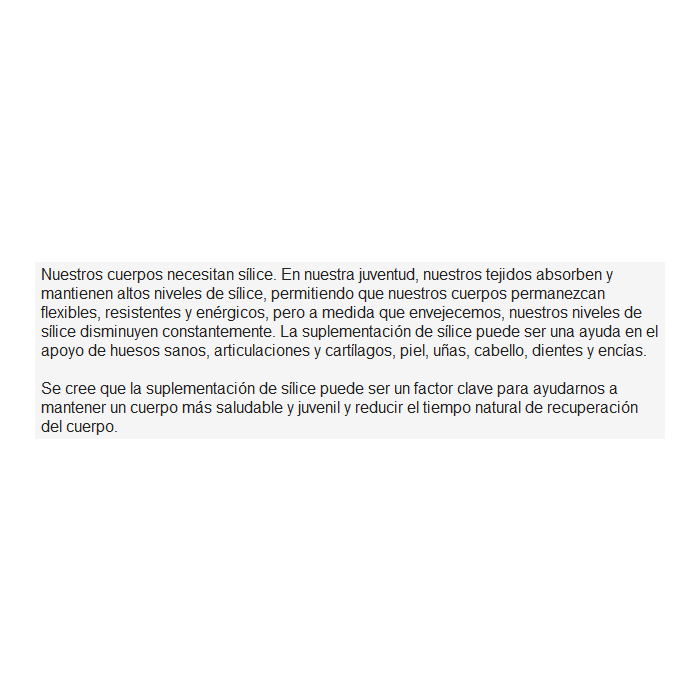 Nuestros cuerpos necesitan sílice. En nuestra juventud, nuestros tejidos absorben y
mantienen altos niveles de sílice, permitiendo que nuestros cuerpos permanezcan
flexibles, resistentes y enérgicos, pero a medida que envejecemos, nuestros niveles de
sílice disminuyen constantemente. La suplementación de sílice puede ser una ayuda en el
apoyo de huesos sanos, articulaciones y cartílagos, piel, uñas, cabello, dientes y encías.
Se cree que la suplementación de sílice puede ser un factor clave para ayudarnos a
mantener un cuerpo más saludable y juvenil y reducir el tiempo natural de recuperación
del cuerpo.